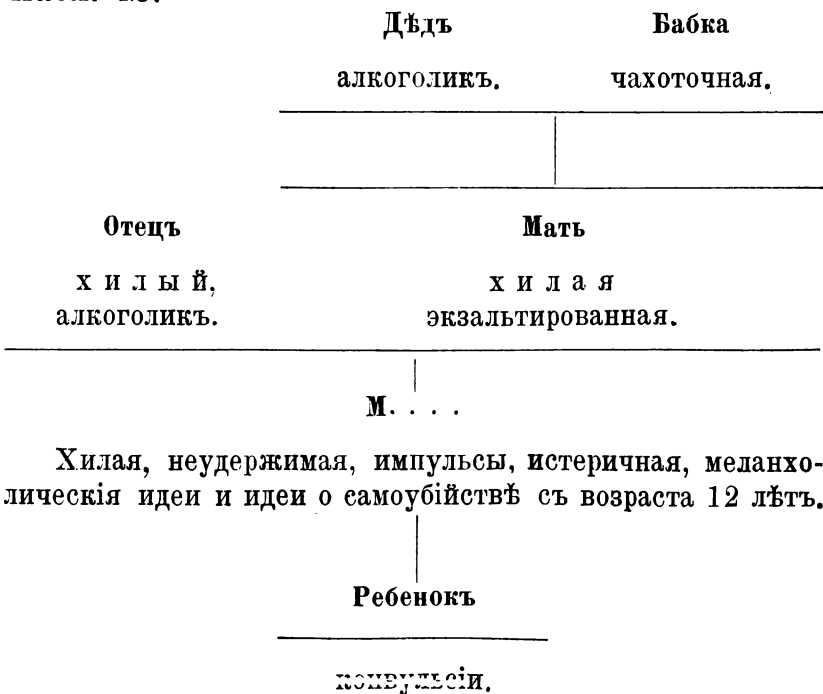 Дѣдъ Бабка
алкоголикъ. чахоточная.
Отецъ Мать
хилый, хилая
алкоголикъ. экзальтированная.
М. . . .
Хилая, неудержимая, импульсы, истеричная, меланхо-
лическія идеи и идеи о самоубійствѣ съ возраста 12 лѣтъ.
Ребенокъ
конвульсіи.